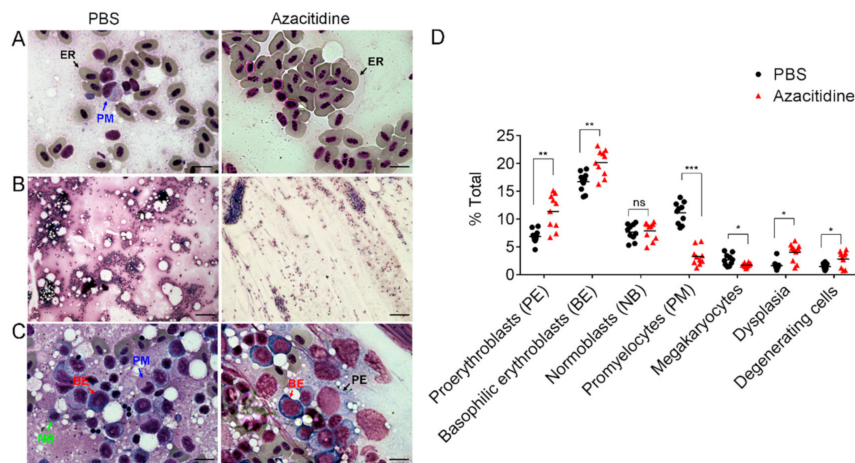 PBS Azacitidine
A
ER
PM
ER
B
C
PM
BE
NB
BE
PE
D
PBS
Azacitidine
% Total
25
20
15
10
5
0
**
**
ns
***
*
*
*
Proerythroblasts (PE)
Basophilic erythroblasts (BE)
Normoblasts (NB)
Promyelocytes (PM)
Megakaryocytes
Dysplasia
Degenerating cells